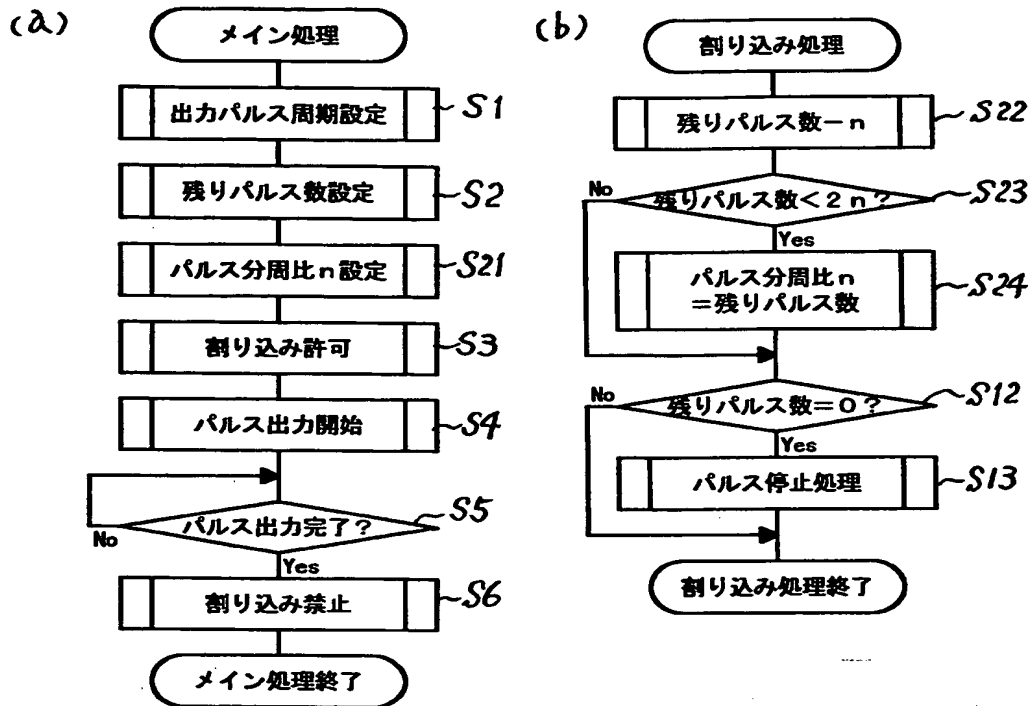 (a)
メイン処理
出力パルス周期設定
S1
残りパルス数設定
S2
パルス分周比n設定
S21
割り込み許可
S3
パルス出力開始
S4
パルス出力完了?
S5
No
Yes
割り込み禁止
S6
メイン処理終了
(b)
割り込み処理
残りパルス数−n
S22
No
残りパルス数<2n?
S23
Yes
パルス分周比n
=残りパルス数
S24
No
残りパルス数=0?
S12
Yes
パルス停止処理
S13
割り込み処理終了